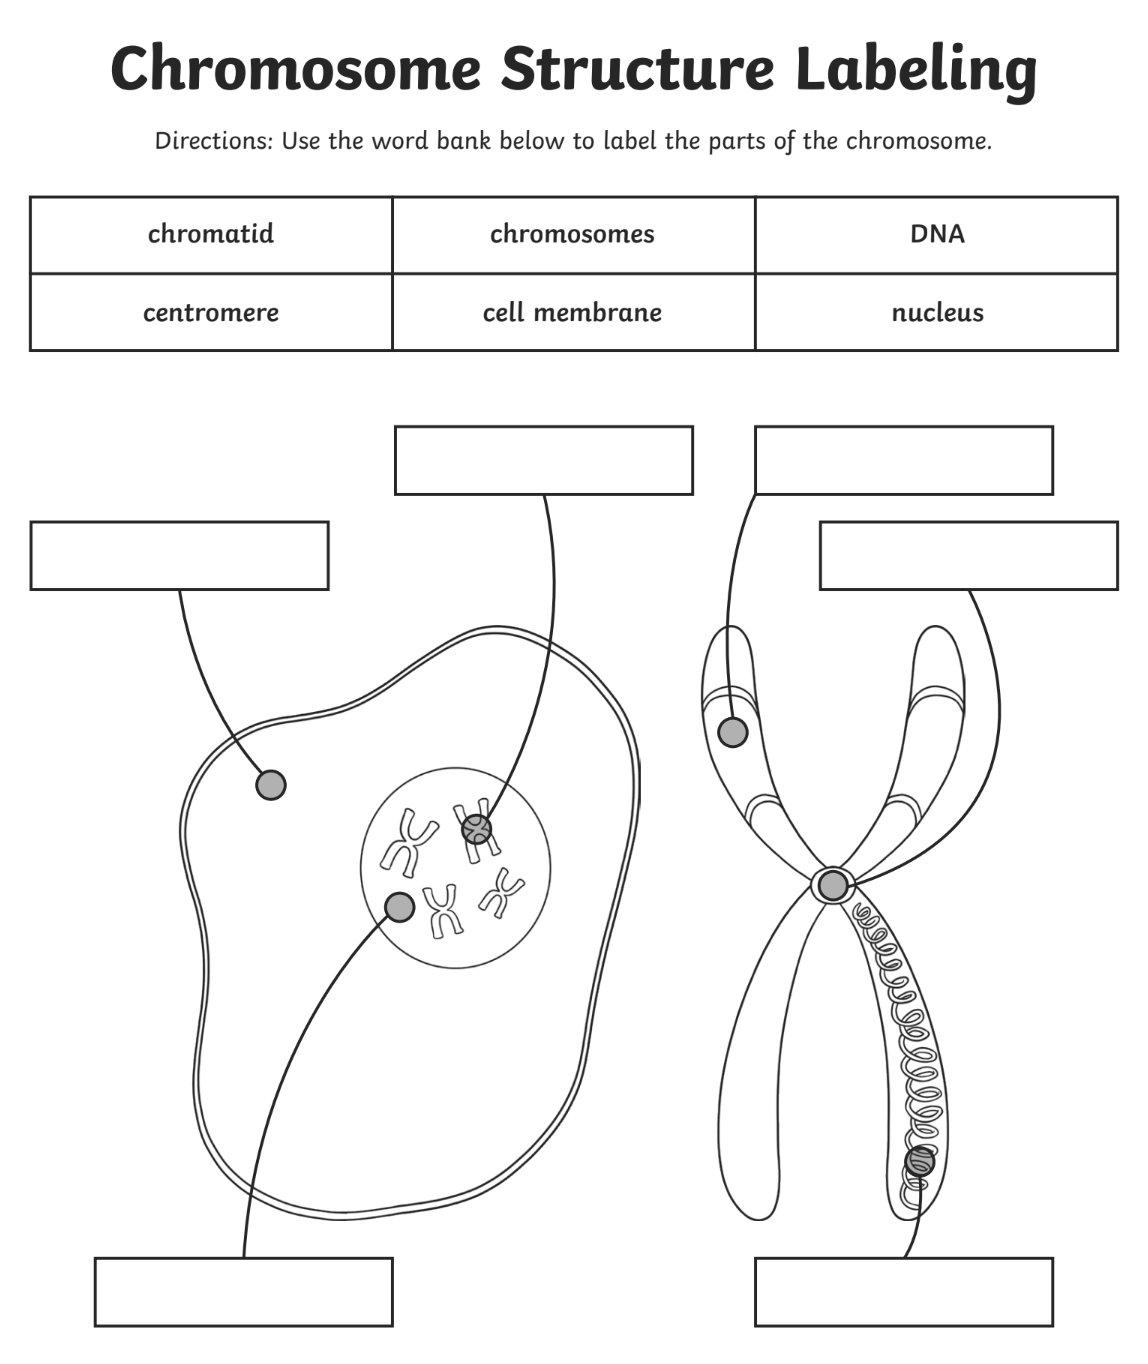 Chromosome Structure Labeling
Directions: Use the word bank below to label the parts of the chromosome.
chromatid
chromosomes
DNA
centromere
cell membrane
nucleus